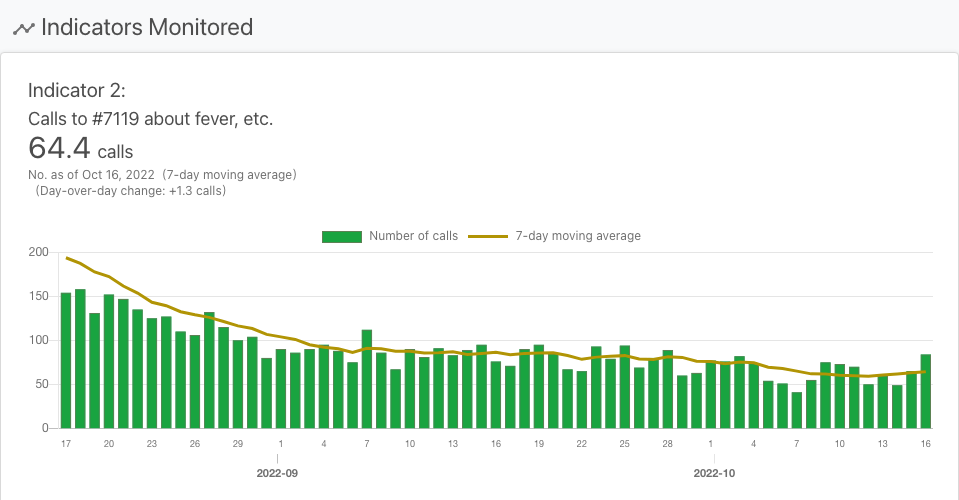 Indicators Monitored
Indicator 2:
Calls to #7119 about fever, etc.
64.4 calls
No. as of Oct 16, 2022 (7-day moving average)
(Day-over-day change: +1.3 calls)
Number of calls 7-day moving average
200
150
100
50
0
17 20 23 26 29 1 4 7 10 13 16 19 22 25 28 1 4 7 10 13 16
2022-09 2022-10